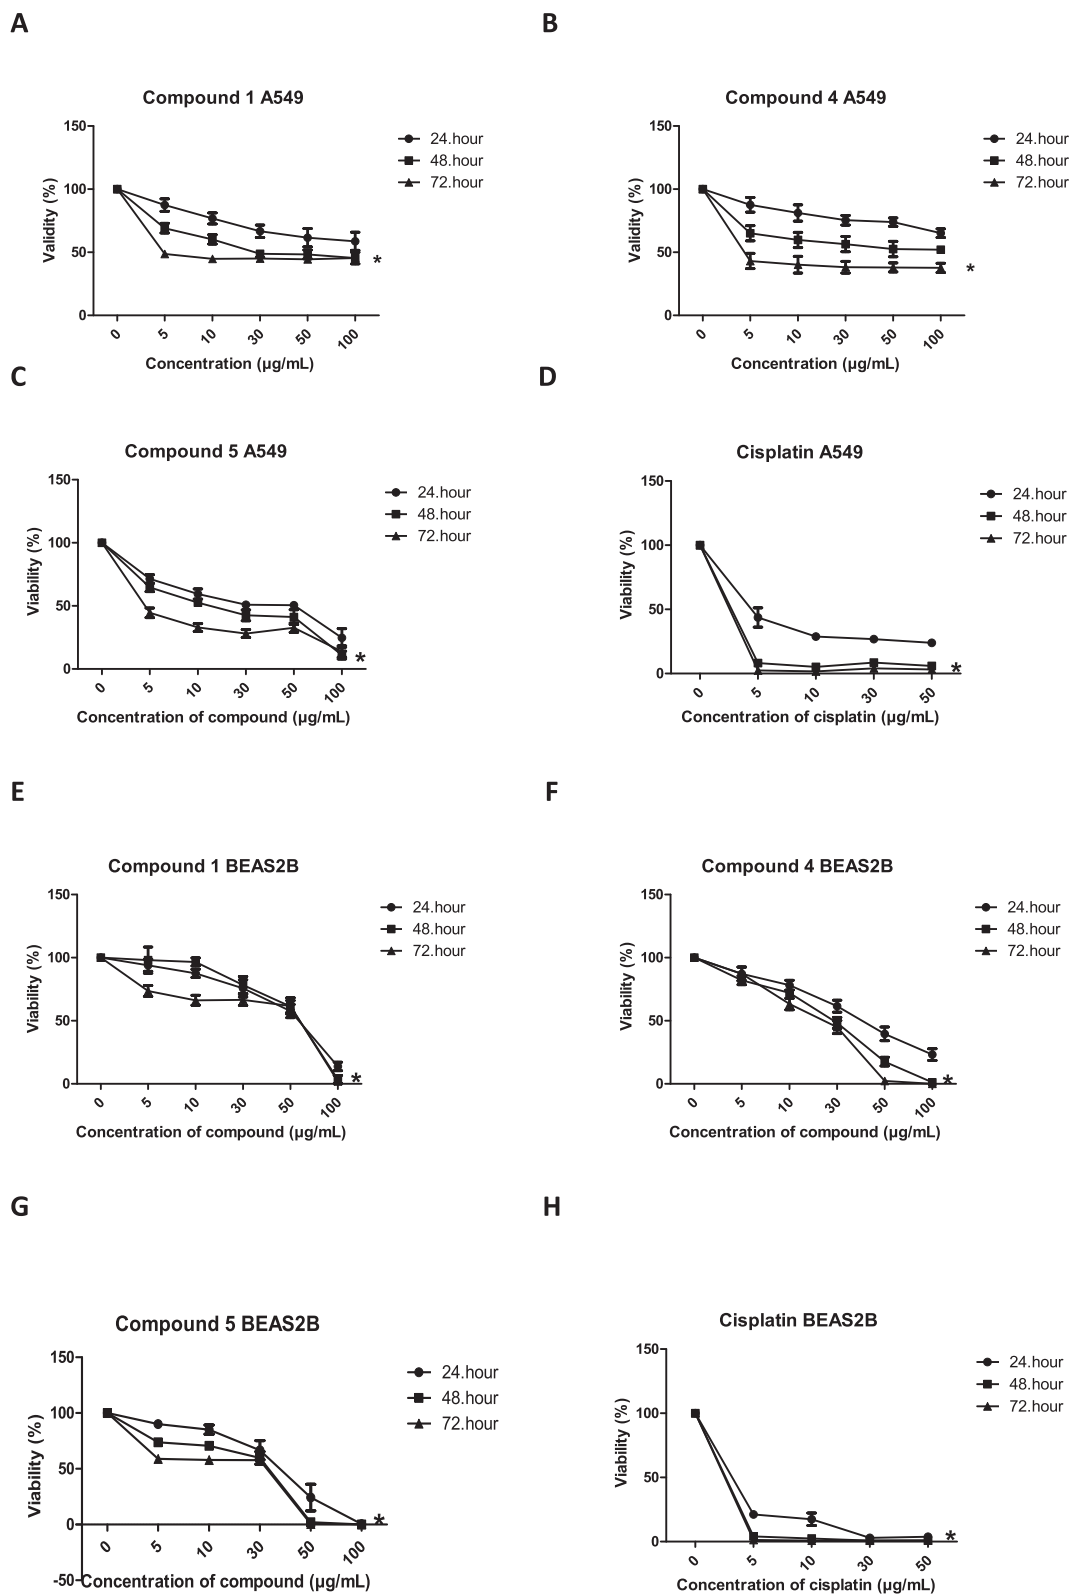 A
Compound 1 A549
150
100
50
0
Validity (%)
0 5 10 30 50 100
Concentration (µg/mL)
24.hour
48.hour
72.hour
*
B
Compound 4 A549
150
100
50
0
Validity (%)
0 5 10 30 50 100
Concentration (µg/mL)
24.hour
48.hour
72.hour
*
C
Compound 5 A549
150
100
50
0
Viability (%)
0 5 10 30 50 100
Concentration of compound (µg/mL)
24.hour
48.hour
72.hour
*
D
Cisplatin A549
150
100
50
0
Viability (%)
0 5 10 30 50
Concentration of cisplatin (µg/mL)
24.hour
48.hour
72.hour
*
E
Compound 1 BEAS2B
150
100
50
0
Viability (%)
0 5 10 30 50 100
Concentration of compound (µg/mL)
24.hour
48.hour
72.hour
*
F
Compound 4 BEAS2B
150
100
50
0
Viability (%)
0 5 10 30 50 100
Concentration of compound (µg/mL)
24.hour
48.hour
72.hour
*
G
Compound 5 BEAS2B
150
100
50
0
-50
Viability (%)
0 5 10 30 50 100
Concentration of compound (µg/mL)
24.hour
48.hour
72.hour
*
H
Cisplatin BEAS2B
150
100
50
0
Viability (%)
0 5 10 30 50
Concentration of cisplatin (µg/mL)
24.hour
48.hour
72.hour
*